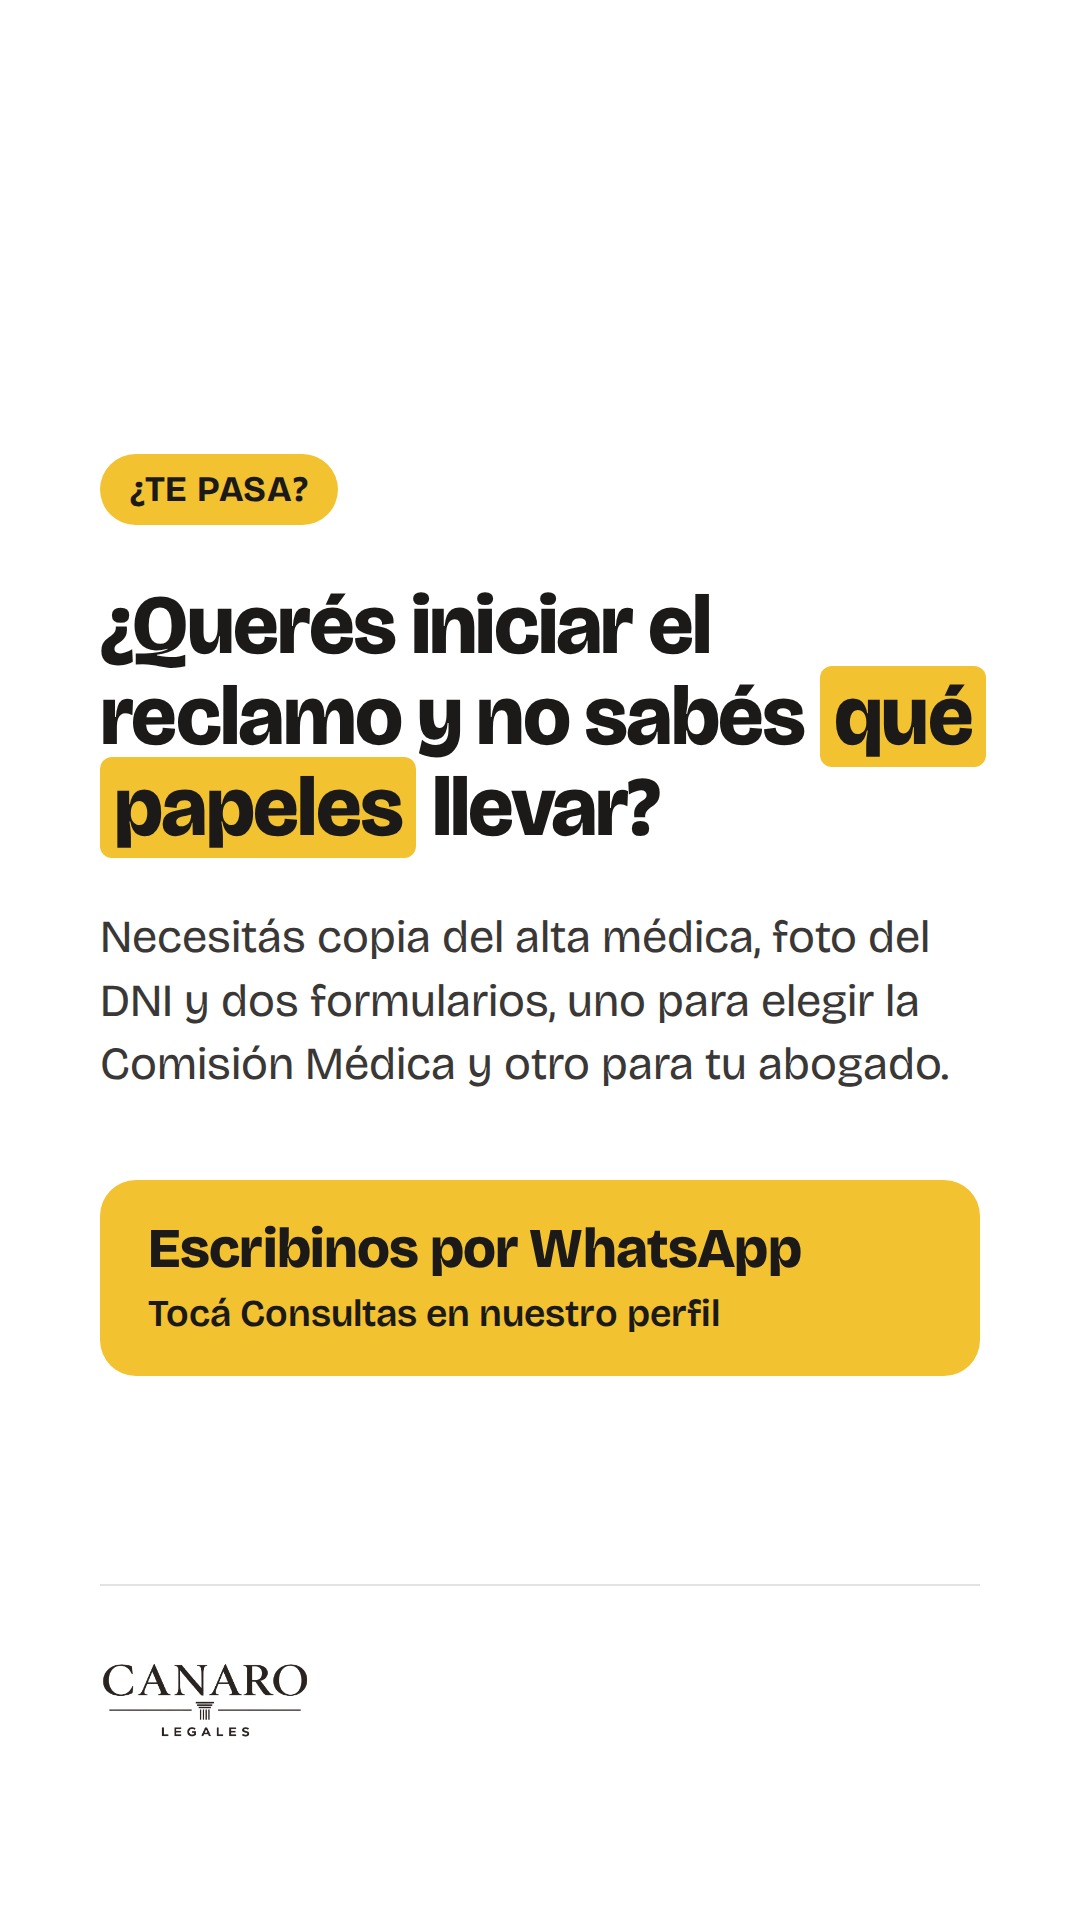 ¿TE PASA?
¿Querés iniciar el
reclamo y no sabés qué
papeles llevar?
Necesitás copia del alta médica, foto del
DNI y dos formularios, uno para elegir la
Comisión Médica y otro para tu abogado.
Escribinos por WhatsApp
Tocá Consultas en nuestro perfil
CANARO
LEGALES